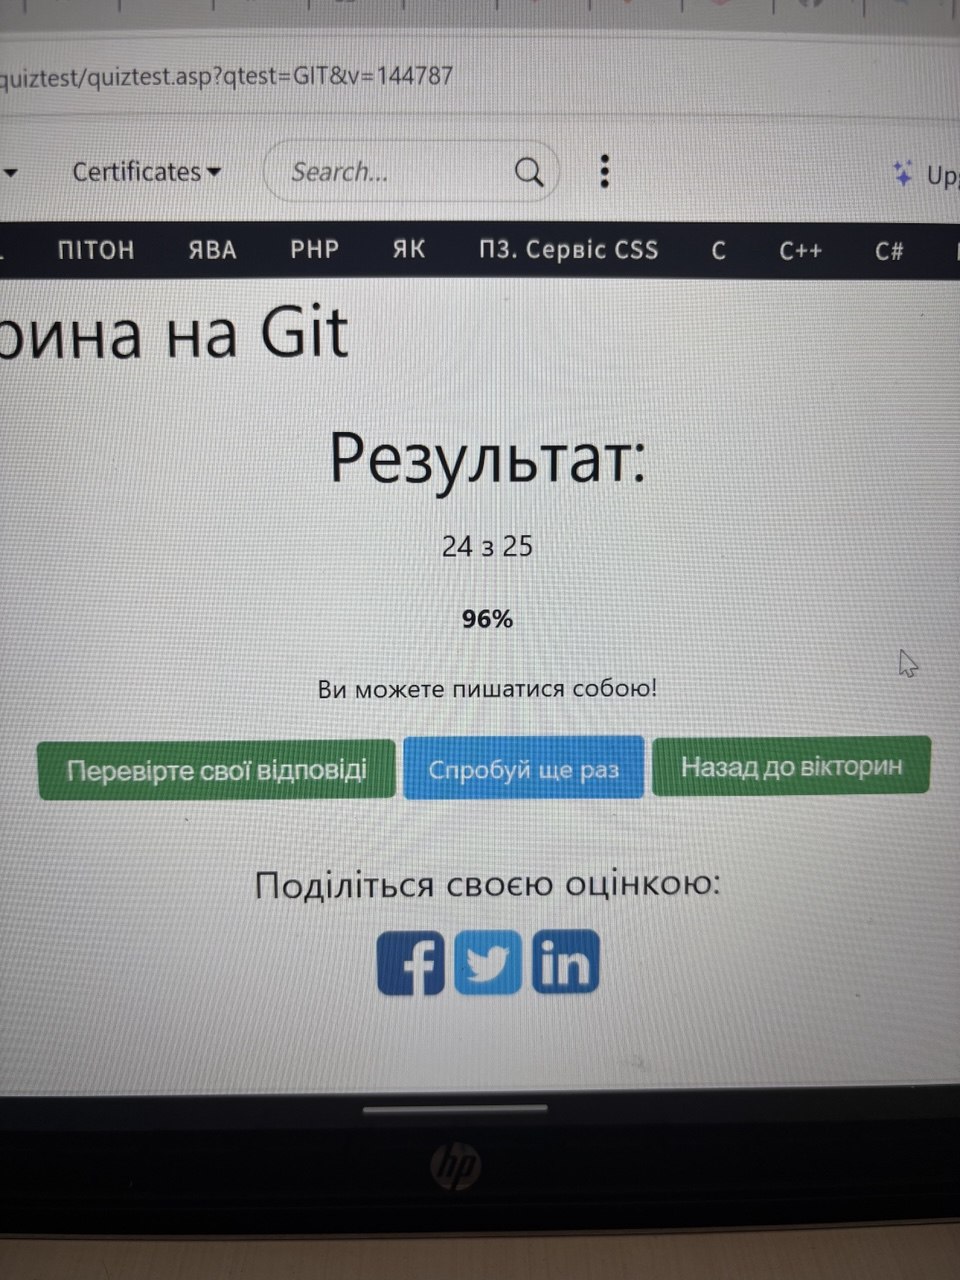 quiztest/quiztest.asp?qtest=GIT&v=144787
Certificates Search...
ПІТОН ЯВА PHP ЯК ПЗ. Сервіс CSS C C++ C#
на Git
Результат:
24 з 25
96%
Ви можете пишатися собою!
Перевірте свої відповіді Спробуй ще раз Назад до вікторин
Поділіться своєю оцінкою:
f in
hp